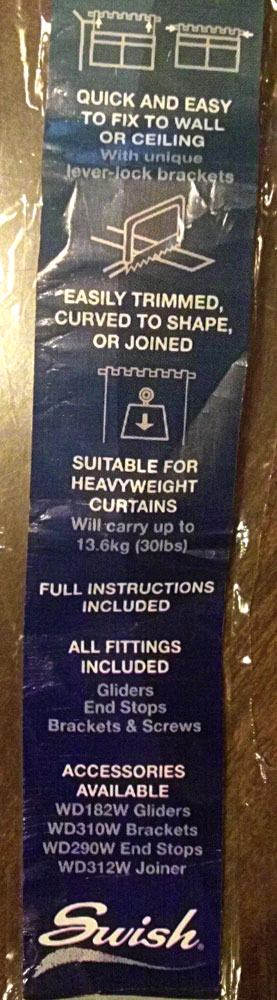 QUICK AND EASY
TO FIX TO WALL
OR CEILING
With unique
lever-lock brackets
EASILY TRIMMED,
CURVED TO SHAPE,
OR JOINED
SUITABLE FOR
HEAVYWEIGHT
CURTAINS
Will carry up to
13.6kg (30lbs)
FULL INSTRUCTIONS
INCLUDED
ALL FITTINGS
INCLUDED
Gliders
End Stops
Brackets & Screws
ACCESSORIES
AVAILABLE
WD182W Gliders
WD310W Brackets
WD290W End Stops
WD312W Joiner
Swish